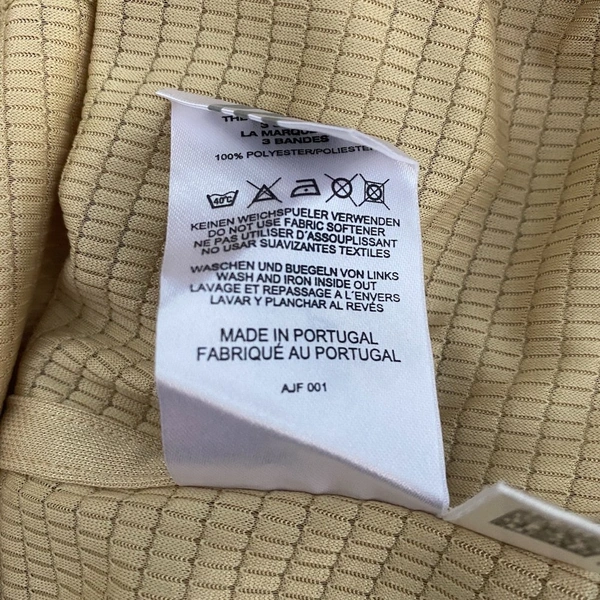 LA MARQUE
3 BANDES
100% POLYESTER/POLIESTER
40°C
KEINEN WEICHSPUELER VERWENDEN
DO NOT USE FABRIC SOFTENER
NE PAS UTILISER D´ASSOUPLISSANT
NO USAR SUAVIZANTES TEXTILES
WASCHEN UND BUEGELN VON LINKS
WASH AND IRON INSIDE OUT
LAVAGE ET REPASSAGE A L´ENVERS
LAVAR Y PLANCHAR AL REVÉS
MADE IN PORTUGAL
FABRIQUÉ AU PORTUGAL
AJF 001